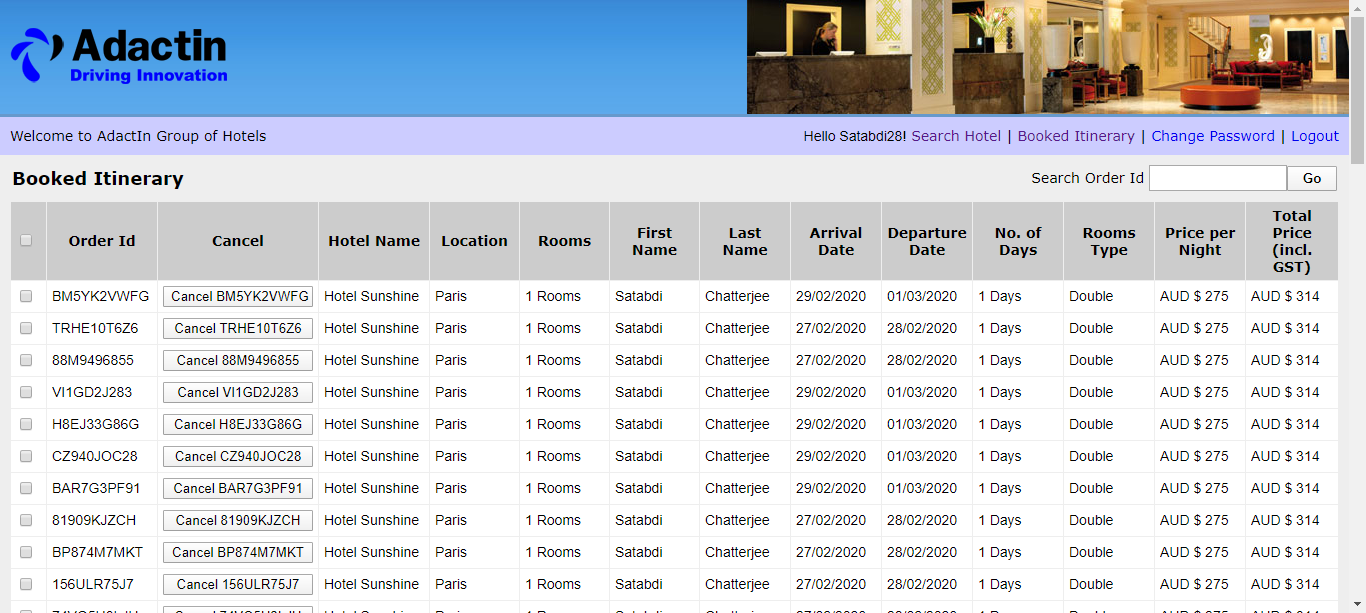 Adactin
Driving Innovation
Welcome to AdactIn Group of Hotels
Hello Satabdi28! Search Hotel | Booked Itinerary | Change Password | Logout
Booked Itinerary
Search Order Id Go
Order Id Cancel Hotel Name Location Rooms First Name Last Name Arrival Date Departure Date No. of Days Rooms Type Price per Night Total Price (incl. GST)
BM5YK2VWFG Cancel BM5YK2VWFG Hotel Sunshine Paris 1 Rooms Satabdi Chatterjee 29/02/2020 01/03/2020 1 Days Double AUD $ 275 AUD $ 314
TRHE10T6Z6 Cancel TRHE10T6Z6 Hotel Sunshine Paris 1 Rooms Satabdi Chatterjee 27/02/2020 28/02/2020 1 Days Double AUD $ 275 AUD $ 314
88M9496855 Cancel 88M9496855 Hotel Sunshine Paris 1 Rooms Satabdi Chatterjee 27/02/2020 28/02/2020 1 Days Double AUD $ 275 AUD $ 314
VI1GD2J283 Cancel VI1GD2J283 Hotel Sunshine Paris 1 Rooms Satabdi Chatterjee 29/02/2020 01/03/2020 1 Days Double AUD $ 275 AUD $ 314
H8EJ33G86G Cancel H8EJ33G86G Hotel Sunshine Paris 1 Rooms Satabdi Chatterjee 29/02/2020 01/03/2020 1 Days Double AUD $ 275 AUD $ 314
CZ940JOC28 Cancel CZ940JOC28 Hotel Sunshine Paris 1 Rooms Satabdi Chatterjee 29/02/2020 01/03/2020 1 Days Double AUD $ 275 AUD $ 314
BAR7G3PF91 Cancel BAR7G3PF91 Hotel Sunshine Paris 1 Rooms Satabdi Chatterjee 29/02/2020 01/03/2020 1 Days Double AUD $ 275 AUD $ 314
81909KJZCH Cancel 81909KJZCH Hotel Sunshine Paris 1 Rooms Satabdi Chatterjee 27/02/2020 28/02/2020 1 Days Double AUD $ 275 AUD $ 314
BP874M7MKT Cancel BP874M7MKT Hotel Sunshine Paris 1 Rooms Satabdi Chatterjee 27/02/2020 28/02/2020 1 Days Double AUD $ 275 AUD $ 314
156ULR75J7 Cancel 156ULR75J7 Hotel Sunshine Paris 1 Rooms Satabdi Chatterjee 27/02/2020 28/02/2020 1 Days Double AUD $ 275 AUD $ 314